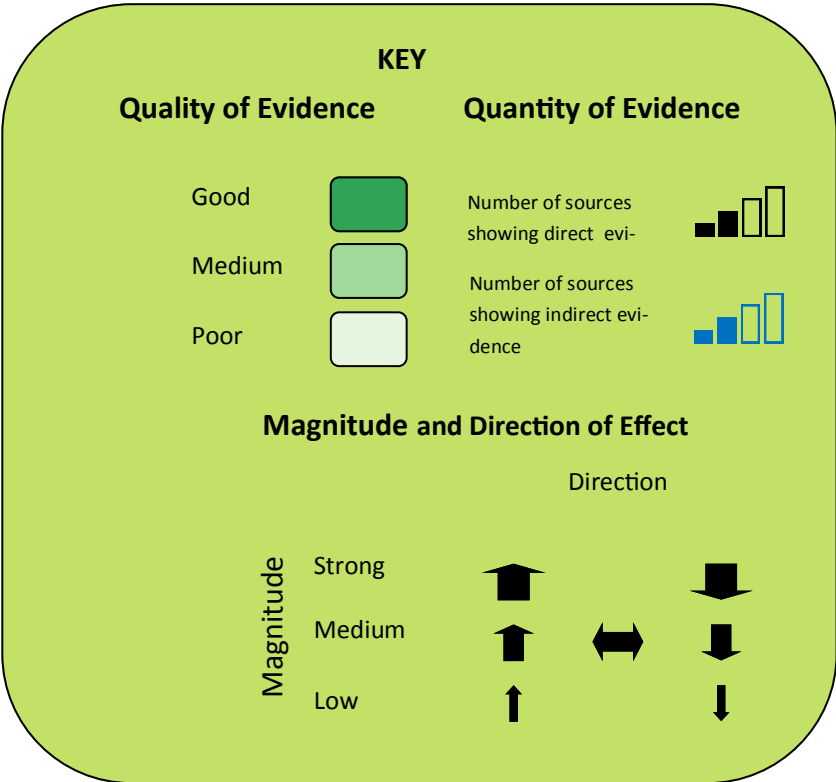 KEY
Quality of Evidence
Quantity of Evidence
Good
Medium
Poor
Number of sources
showing direct evi-
Number of sources
showing indirect evi-
dence
Magnitude and Direction of Effect
Direction
Magnitude
Strong
Medium
Low